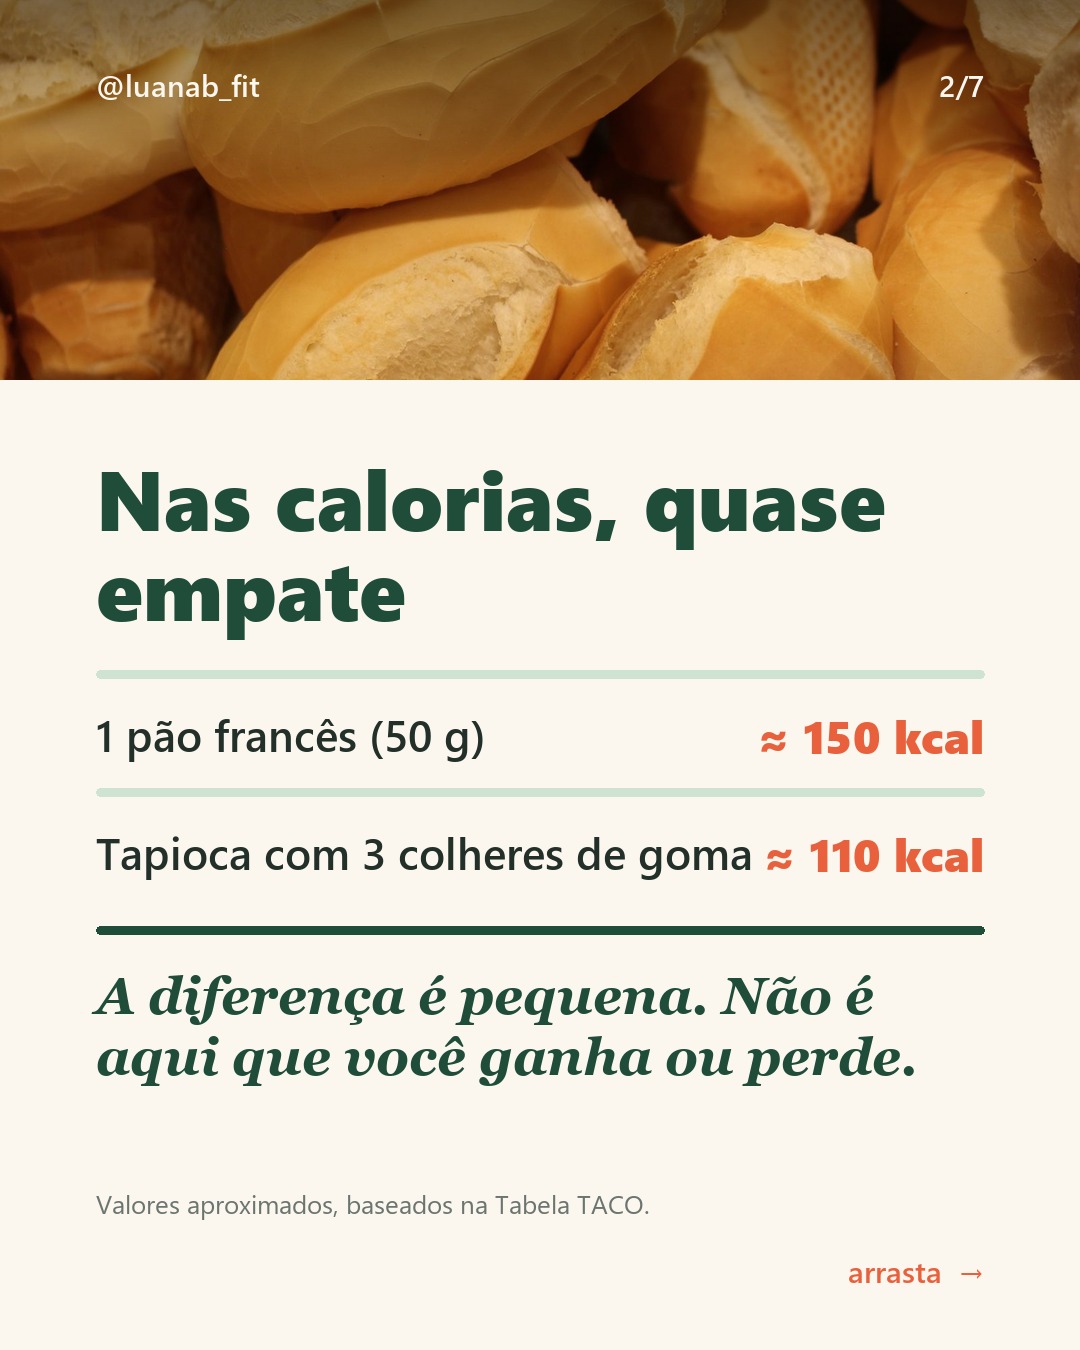 @luanab_fit
2/7
Nas calorias, quase
empate
1 pão francês (50 g) ≈ 150 kcal
Tapioca com 3 colheres de goma ≈ 110 kcal
A diferença é pequena. Não é
aqui que você ganha ou perde.
Valores aproximados, baseados na Tabela TACO.
arrasta →